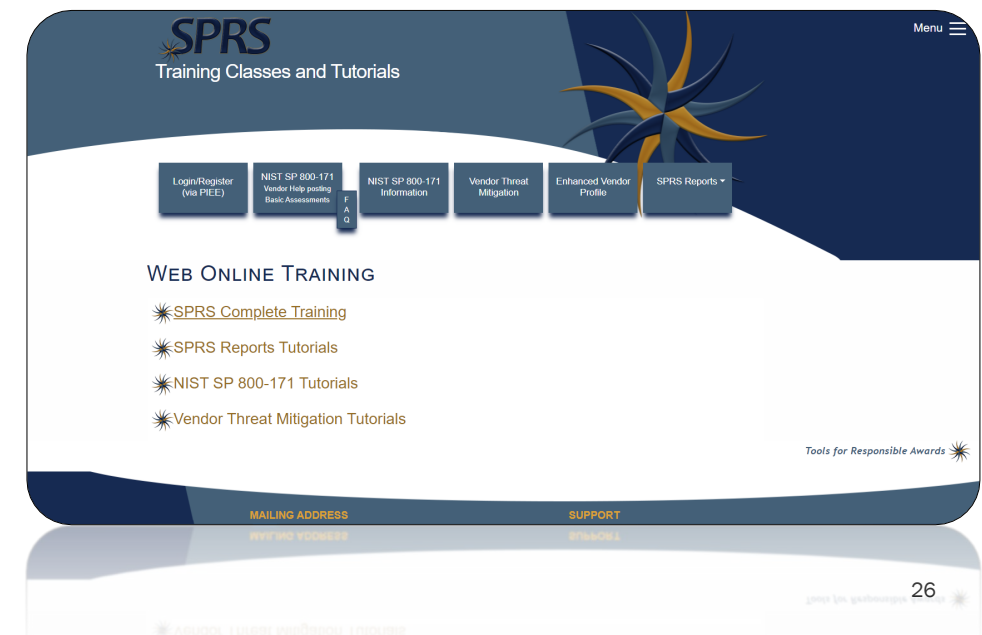 SPRS
Menu
Training Classes and Tutorials
Login/Register
(via PIEE)
NIST SP 800-171
Vendor Help posting
Basic Assessments
F
A
Q
NIST SP 800-171
Information
Vendor Threat
Mitigation
Enhanced Vendor
Profile
SPRS Reports
WEB ONLINE TRAINING
SPRS Complete Training
SPRS Reports Tutorials
NIST SP 800-171 Tutorials
Vendor Threat Mitigation Tutorials
Tools for Responsible Awards
MAILING ADDRESS
SUPPORT
26